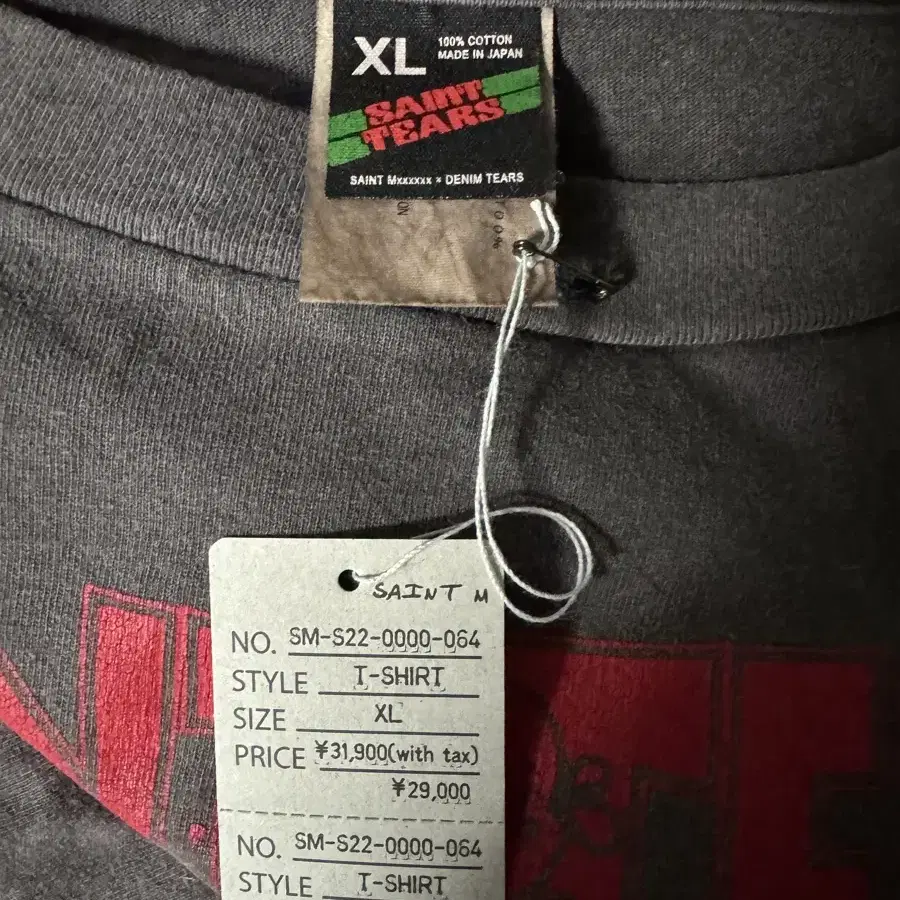 XL
100% COTTON
MADE IN JAPAN
SAINT
TEARS
SAINT Mxxxxxx × DENIM TEARS
SAINT M
NO. SM-S22-0000-064
STYLE T-SHIRT
SIZE XL
PRICE ¥31,900(with tax)
¥29,000
NO. SM-S22-0000-064
STYLE T-SHIRT